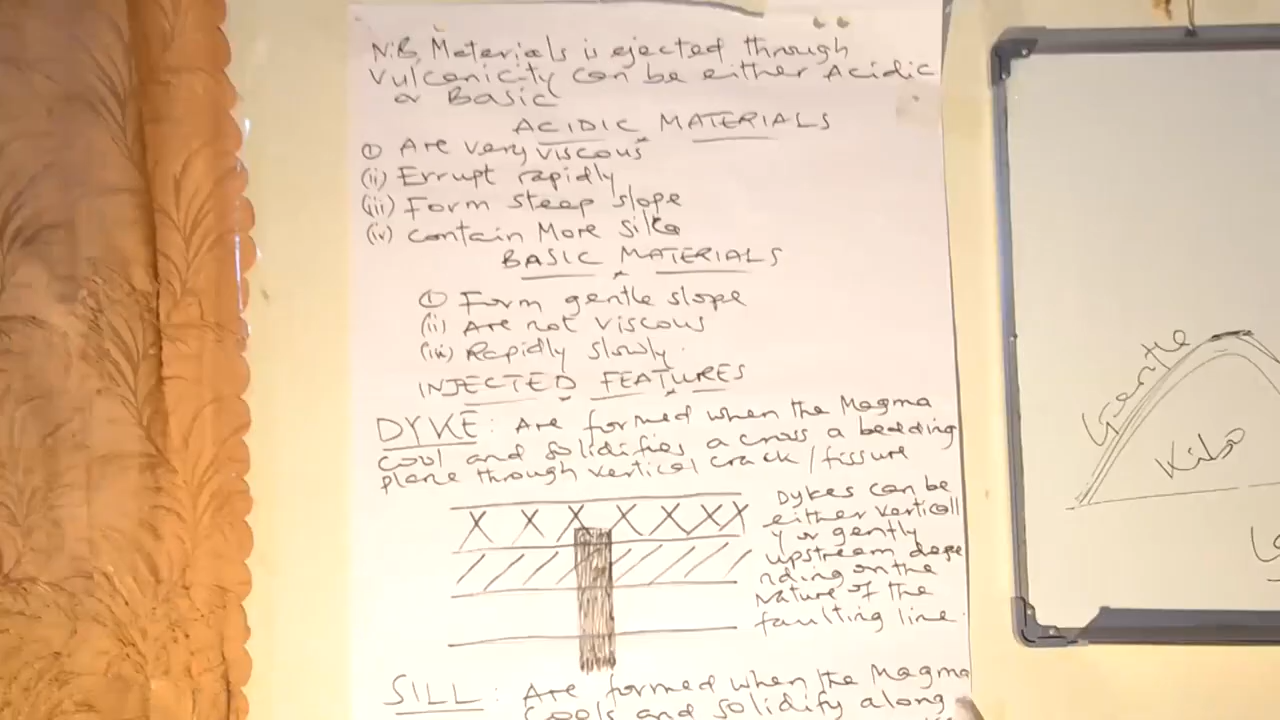 N.B. Materials is ejected through
Vulcanicity can be either Acidic
or Basic
ACIDIC MATERIALS
(i) Are very viscous
(ii) Errupt rapidly
(iii) Form steep slope
(iv) contain More silica
BASIC MATERIALS
(i) Form gentle slope
(ii) Are not viscous
(iii) Rapidly slowly.
INJECTED FEATURES
DYKE: Are formed when the Magma
cool and solidifies across a bedding
plane through vertical crack / fissure
Dykes can be
either verticall
y or gently
upstream depe
nding on the
Nature of the
faulting line.
SILL: Are formed when the Magma
Cools and solidify along
Gentle
Kibo